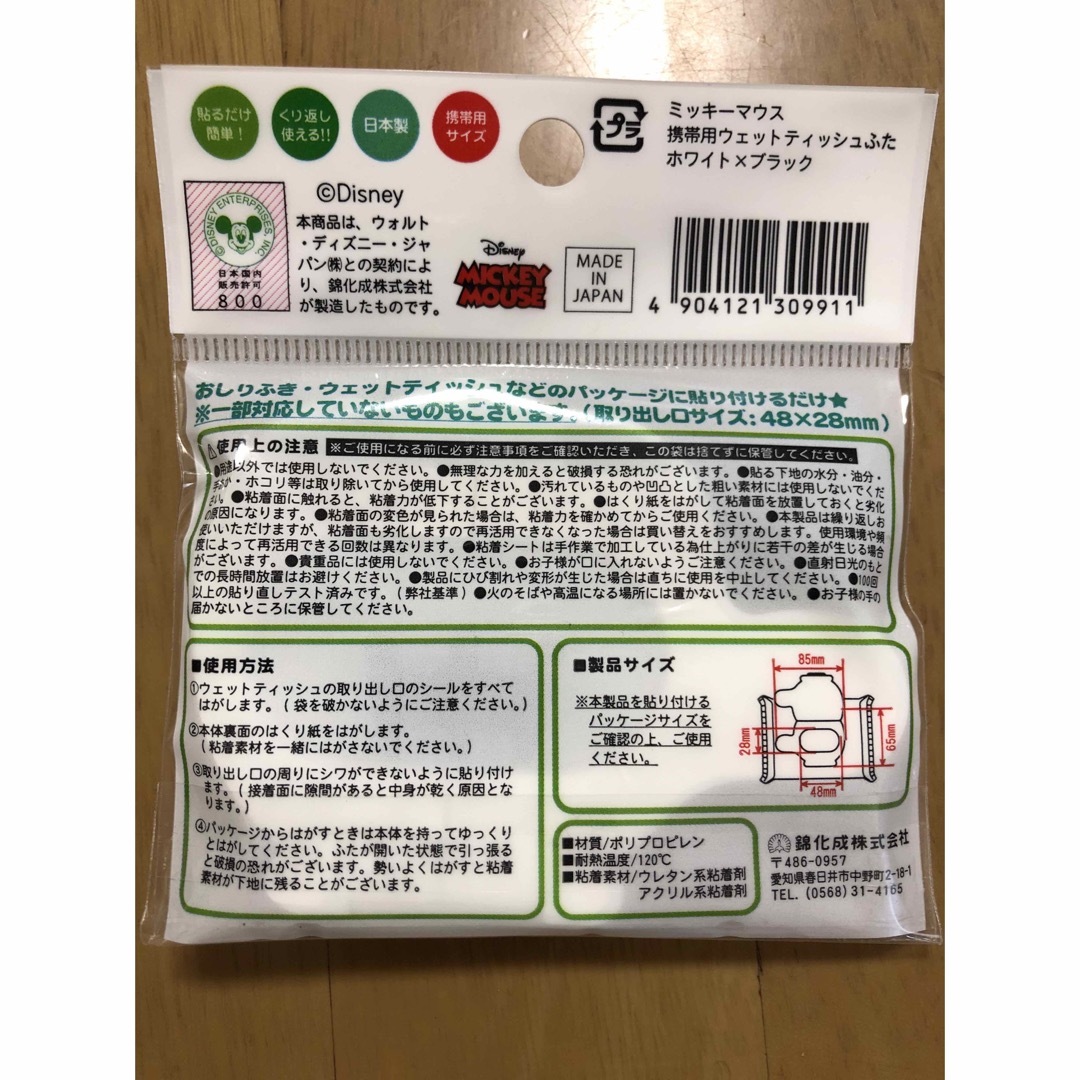 貼るだけ
簡単！
くり返し
使える!!
日本製
携帯用
サイズ
プラ
ミッキーマウス
携帯用ウェットティッシュふた
ホワイト×ブラック
©DISNEY ENTERPRISES, INC.
日本国内
販売許可
800
©Disney
本商品は、ウォルト
・ディズニー・ジャ
パン㈱との契約によ
り、錦化成株式会社
が製造したものです。
Disney
MICKEY
MOUSE
MADE
IN
JAPAN
4 904121 309911
おしりふき・ウェットティッシュなどのパッケージに貼り付けるだけ★
※一部対応していないものもございます。(取り出し口サイズ：48×28mm)
⚠使用上の注意 ※ご使用になる前に必ず注意事項をご確認いただき、この袋は捨てずに保管してください。
●用途以外では使用しないでください。●無理な力を加えると破損する恐れがございます。●貼る下地の水分・油分・
ホコリ等は取り除いてから使用してください。●汚れているものや凹凸とした粗い素材には使用しないでくだ
さい。●粘着面に触れると、粘着力が低下することがございます。●はくり紙をはがして粘着面を放置しておくと劣化
の原因になります。●粘着面の変色が見られた場合は、粘着力を確かめてからご使用ください。●本製品は繰り返しお
使いいただけますが、粘着面も劣化しますので再活用できなくなった場合は買い替えをおすすめします。使用環境や頻
度によって再活用できる回数は異なります。●粘着シートは手作業で加工している為仕上がりに若干の差が生じる場合
がございます。●貴重品には使用しないでください。●お子様が口に入れないようご注意ください。●直射日光のもと
での長時間放置はお避けください。●製品にひび割れや変形が生じた場合は直ちに使用を中止してください。●100回
以上の貼り直しテスト済みです。(弊社基準)●火のそばや高温になる場所には置かないでください。●お子様の手の
届かないところに保管してください。
■使用方法
①ウェットティッシュの取り出し口のシールをすべて
はがします。(袋を破かないようにご注意ください。)
②本体裏面のはくり紙をはがします。
(粘着素材を一緒にはがさないでください。)
③取り出し口の周りにシワができないように貼り付け
ます。(接着面に隙間があると中身が乾く原因とな
ります。)
④パッケージからはがすときは本体を持ってゆっくり
とはがしてください。ふたが開いた状態で引っ張る
と破損の恐れがございます。勢いよくはがすと粘着
素材が下地に残ることがございます。
■製品サイズ
※本製品を貼り付ける
パッケージサイズを
ご確認の上、ご使用
ください。
85mm
28mm
65mm
48mm
■材質/ポリプロピレン
■耐熱温度/120℃
■粘着素材/ウレタン系粘着剤
アクリル系粘着剤
錦化成株式会社
〒486-0957
愛知県春日井市中野町2-18-1
TEL. (0568) 31-4165